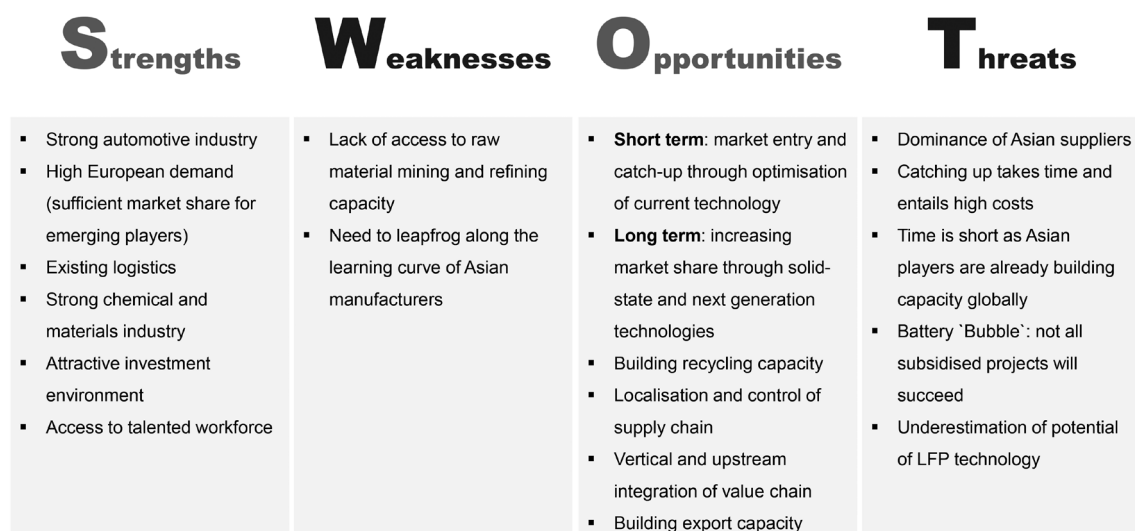 Strengths
Weaknesses
Opportunities
Threats
▪ Strong automotive industry
▪ High European demand
(sufficient market share for
emerging players)
▪ Existing logistics
▪ Strong chemical and
materials industry
▪ Attractive investment
environment
▪ Access to talented workforce
▪ Lack of access to raw
material mining and refining
capacity
▪ Need to leapfrog along the
learning curve of Asian
manufacturers
▪ Short term: market entry and
catch-up through optimisation
of current technology
▪ Long term: increasing
market share through solid-
state and next generation
technologies
▪ Building recycling capacity
▪ Localisation and control of
supply chain
▪ Vertical and upstream
integration of value chain
▪ Building export capacity
▪ Dominance of Asian suppliers
▪ Catching up takes time and
entails high costs
▪ Time is short as Asian
players are already building
capacity globally
▪ Battery `Bubble`: not all
subsidised projects will
succeed
▪ Underestimation of potential
of LFP technology